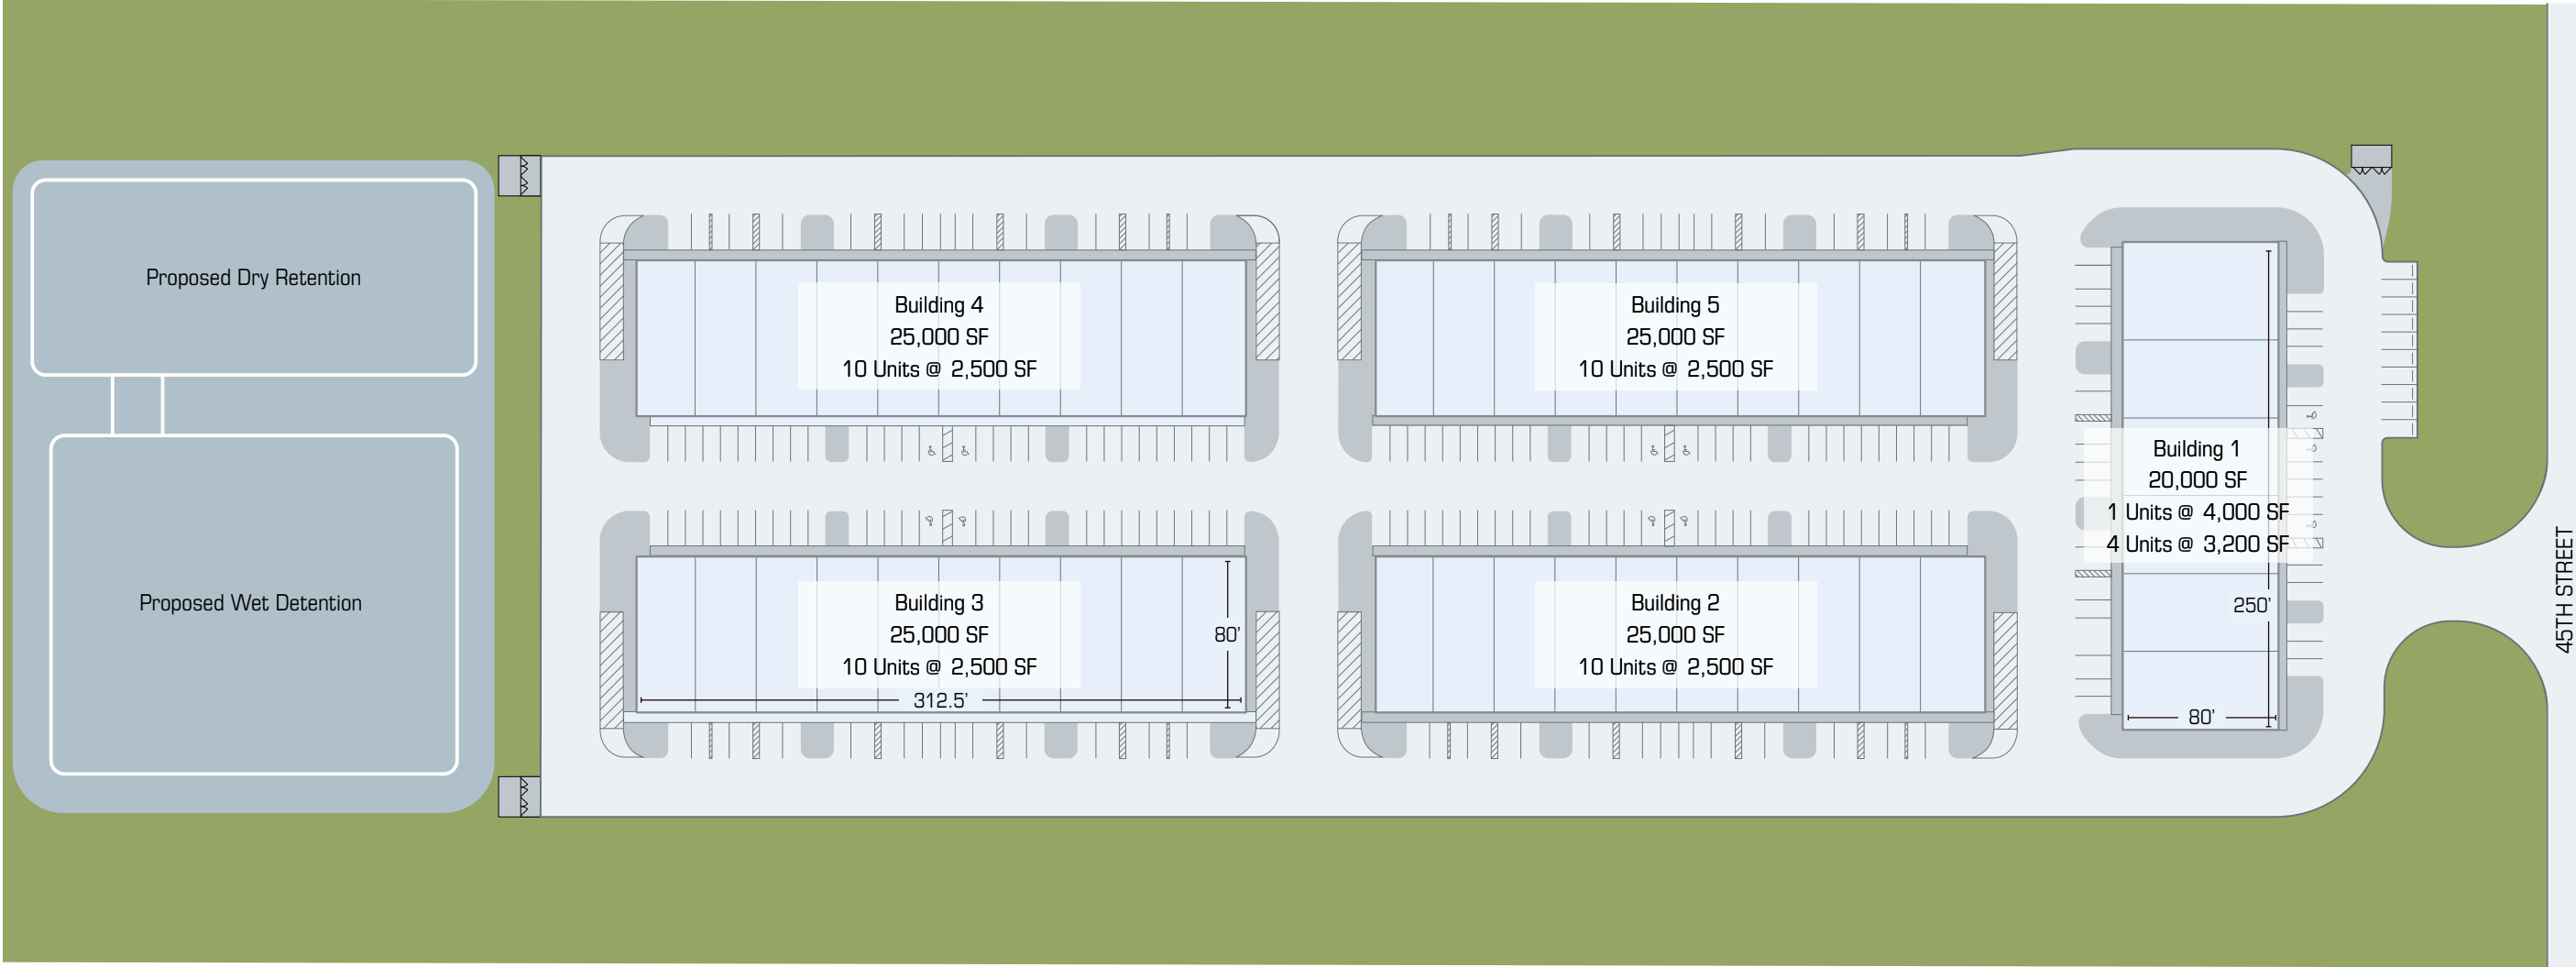 Proposed Dry Retention
Proposed Wet Detention
Building 4
25,000 SF
10 Units @ 2,500 SF
Building 5
25,000 SF
10 Units @ 2,500 SF
Building 3
25,000 SF
10 Units @ 2,500 SF
80'
312.5'
Building 2
25,000 SF
10 Units @ 2,500 SF
Building 1
20,000 SF
1 Units @ 4,000 SF
4 Units @ 3,200 SF
250'
80'
45TH STREET